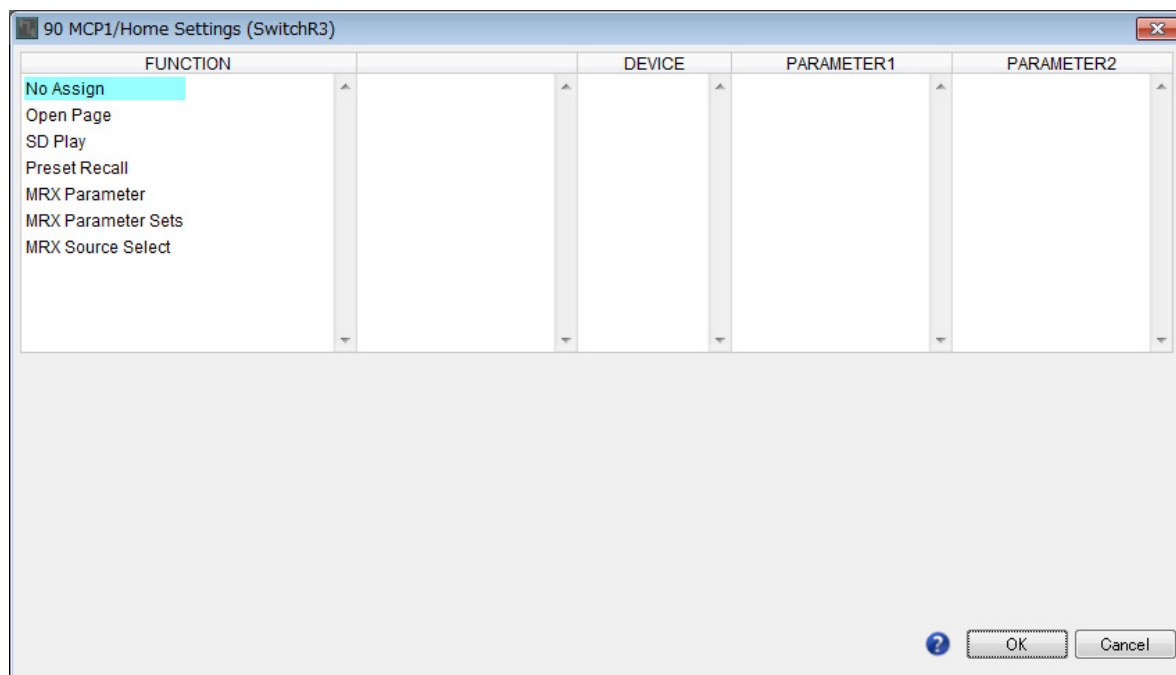 90 MCP1/Home Settings (SwitchR3)
FUNCTION DEVICE PARAMETER1 PARAMETER2
No Assign
Open Page
SD Play
Preset Recall
MRX Parameter
MRX Parameter Sets
MRX Source Select
? OK Cancel